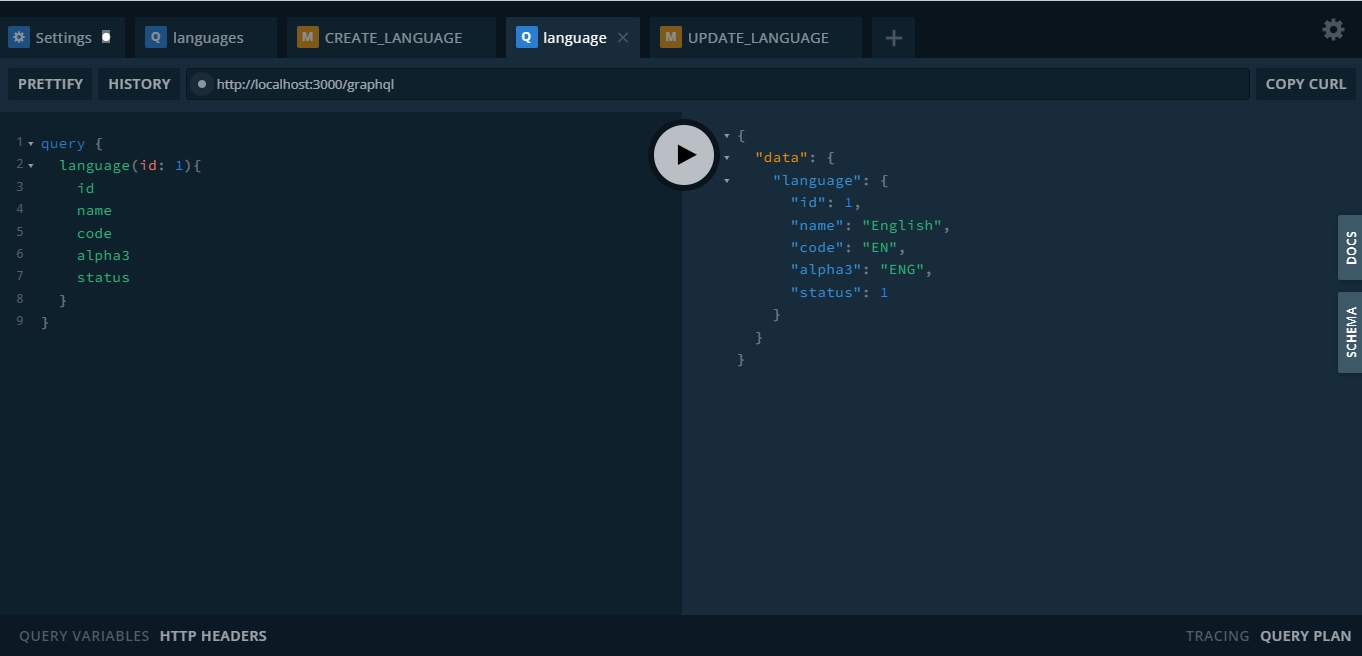 Settings
Q languages
M CREATE_LANGUAGE
Q language
M UPDATE_LANGUAGE
PRETTIFY HISTORY http://localhost:3000/graphql COPY CURL
1 query {
2 language(id: 1){
3 id
4 name
5 code
6 alpha3
7 status
8 }
9 }
{
"data": {
"language": {
"id": 1,
"name": "English",
"code": "EN",
"alpha3": "ENG",
"status": 1
}
}
}
DOCS
SCHEMA
QUERY VARIABLES HTTP HEADERS
TRACING QUERY PLAN